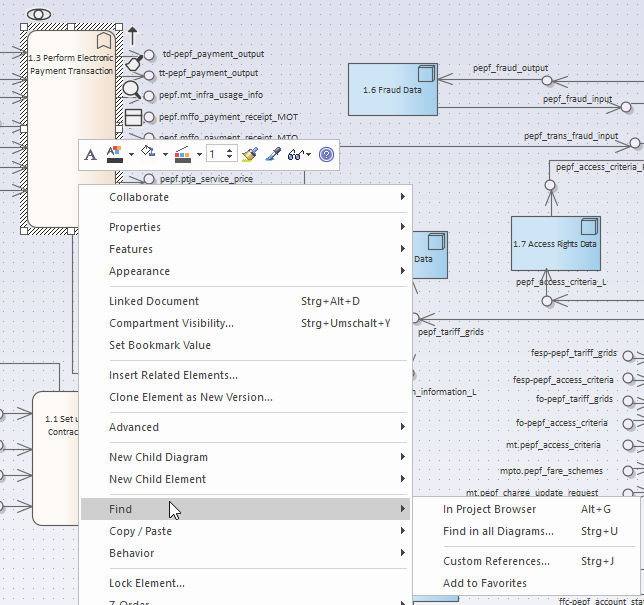 1.3 Perform Electronic
Payment Transaction
td-pepf_payment_output
tt-pepf_payment_output
pepf.mt_infra_usage_info
pepf.mffo_payment_receipt_MOT
pepf.mffo_payment_receipt_MTO
pepf.ptja_service_price
1.6 Fraud Data
pepf_fraud_output
pepf_fraud_input
pepf_trans_fraud_input
pepf_access_criteria_
1.7 Access Rights Data
pepf_access_criteria_L
Data
pepf_tariff_grids
n_information_L
fesp-pepf_tariff_grids
fesp-pepf_access_criteria
fo-pepf_tariff_grids
fo-pepf_access_criteria
mt.pepf_access_criteria
mpto.pepf_fare_schemes
mt.pepf_charge_update_request
1.1 Set u
Contrac
A
A
1
Collaborate
Properties
Features
Appearance
Linked Document Strg+Alt+D
Compartment Visibility... Strg+Umschalt+Y
Set Bookmark Value
Insert Related Elements...
Clone Element as New Version...
Advanced
New Child Diagram
New Child Element
Find
Copy / Paste
Behavior
Lock Element...
Z-Order
In Project Browser Alt+G
Find in all Diagrams... Strg+U
Custom References... Strg+J
Add to Favorites
ffc-pepf_account_sta